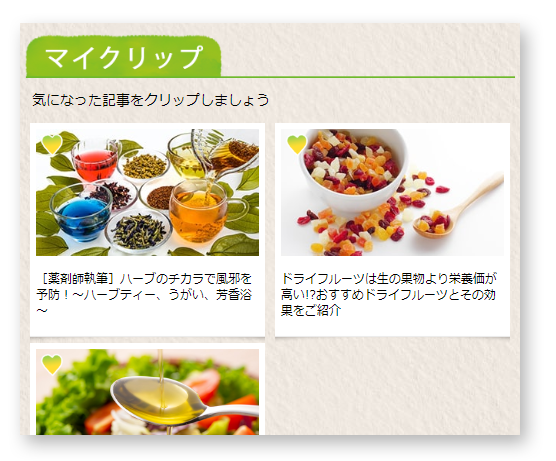 マイクリップ
気になった記事をクリップしましょう
［薬剤師執筆］ハーブのチカラで風邪を
予防！～ハーブティー、うがい、芳香浴
～
ドライフルーツは生の果物より栄養価が
高い!?おすすめドライフルーツとその効
果をご紹介